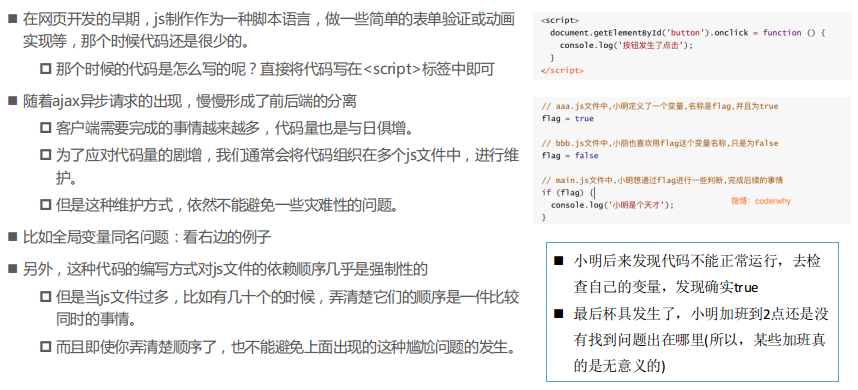 在网页开发的早期，js制作作为一种脚本语言，做一些简单的表单验证或动画
实现等，那个时候代码还是很少的。
那个时候的代码是怎么写的呢？直接将代码写在<script>标签中即可
随着ajax异步请求的出现，慢慢形成了前后端的分离
客户端需要完成的事情越来越多，代码量也是与日俱增。
为了应对代码量的剧增，我们通常会将代码组织在多个js文件中，进行维
护。
但是这种维护方式，依然不能避免一些灾难性的问题。
比如全局变量同名问题：看右边的例子
另外，这种代码的编写方式对js文件的依赖顺序几乎是强制性的
但是当js文件过多，比如有几十个的时候，弄清楚它们的顺序是一件比较
同时的事情。
而且即使你弄清楚顺序了，也不能避免上面出现的这种尴尬问题的发生。
<script>
document.getElementById('button').onclick = function () {
console.log('按钮发生了点击');
}
</script>
// aaa.js文件中,小明定义了一个变量,名称是flag,并且为true
flag = true
// bbb.js文件中,小丽也喜欢用flag这个变量名称,只是为false
flag = false
// main.js文件中,小明想通过flag进行一些判断,完成后续的事情
if (flag) {
console.log('小明是个天才');
}
微博：coderwhy
小明后来发现代码不能正常运行，去检
查自己的变量，发现确实true
最后杯具发生了，小明加班到2点还是没
有找到问题出在哪里(所以，某些加班真
的是无意义的)